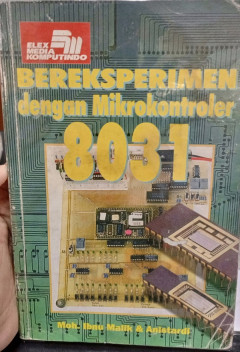 ELEX
MEDIA
KOMPUTINDO
BEREKSPERIMEN
dengan Mikrokontroler
8031
Moh. Ibnu Malik & Anistardi